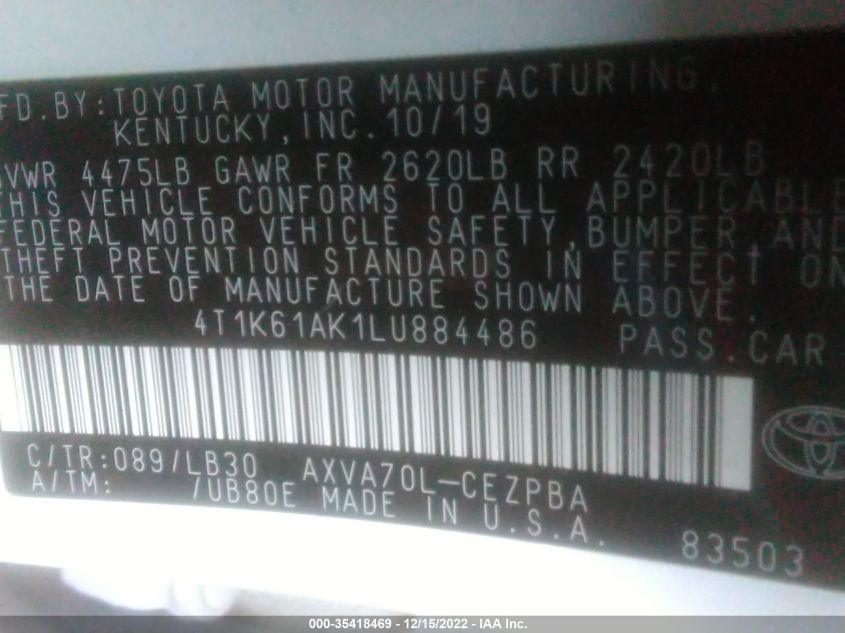 FD.BY:TOYOTA MOTOR MANUFACTURING,
KENTUCKY,INC.10/19
VWR 4475LB GAWR FR 2620LB RR 2420LB
HIS VEHICLE CONFORMS TO ALL APPLICABLE
FEDERAL MOTOR VEHICLE SAFETY,BUMPER,AND
THEFT PREVENTION STANDARDS IN EFFECT ON
THE DATE OF MANUFACTURE SHOWN ABOVE.
4T1K61AK1LU884486 PASS.CAR
C/TR:089/LB30 AXVA70L-CEZPBA
A/TM: /UB80E MADE IN U.S.A.
83503
000-35418469 - 12/15/2022 - IAA Inc.